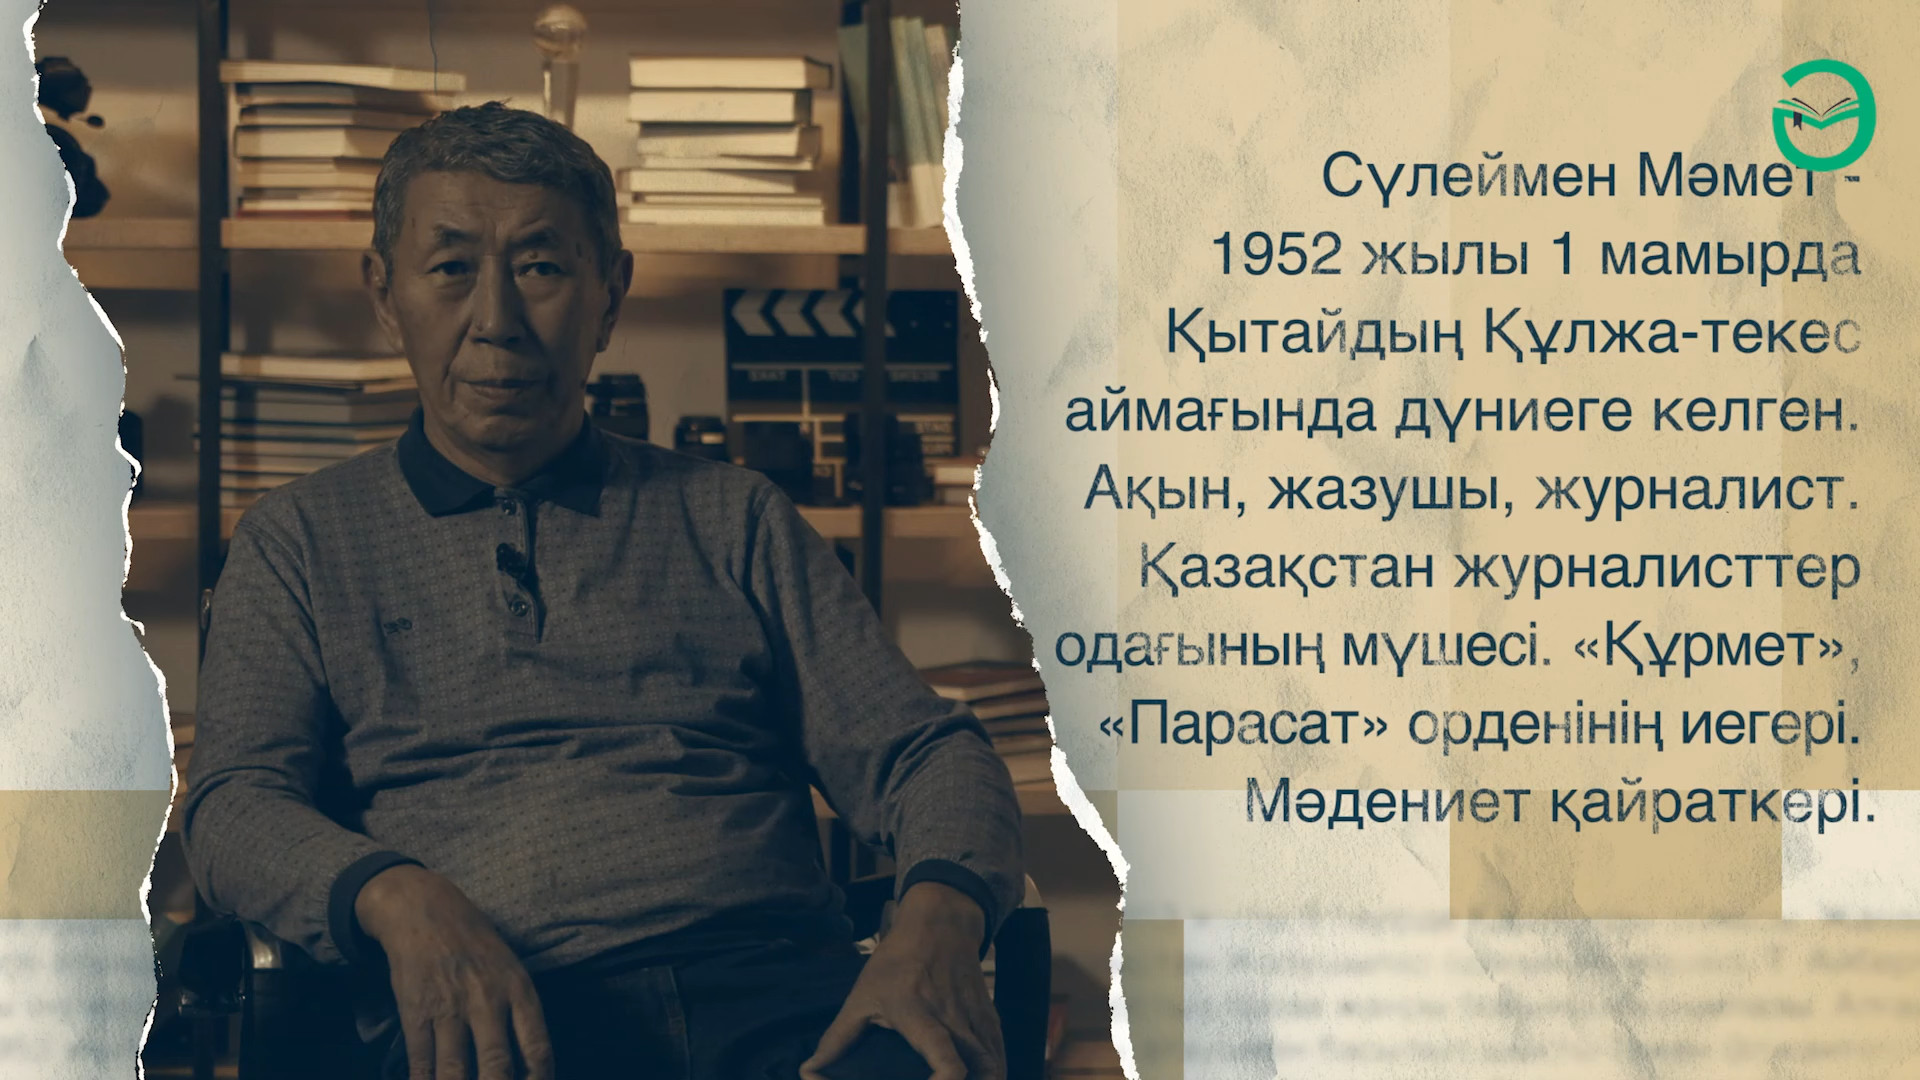 Сүлеймен Мәмет -
1952 жылы 1 мамырда
Қытайдың Құлжа-текес
аймағында дүниеге келген.
Ақын, жазушы, журналист.
Қазақстан журналисттер
одағының мүшесі. «Құрмет»,
«Парасат» орденінің иегері.
Мәдениет қайраткері.